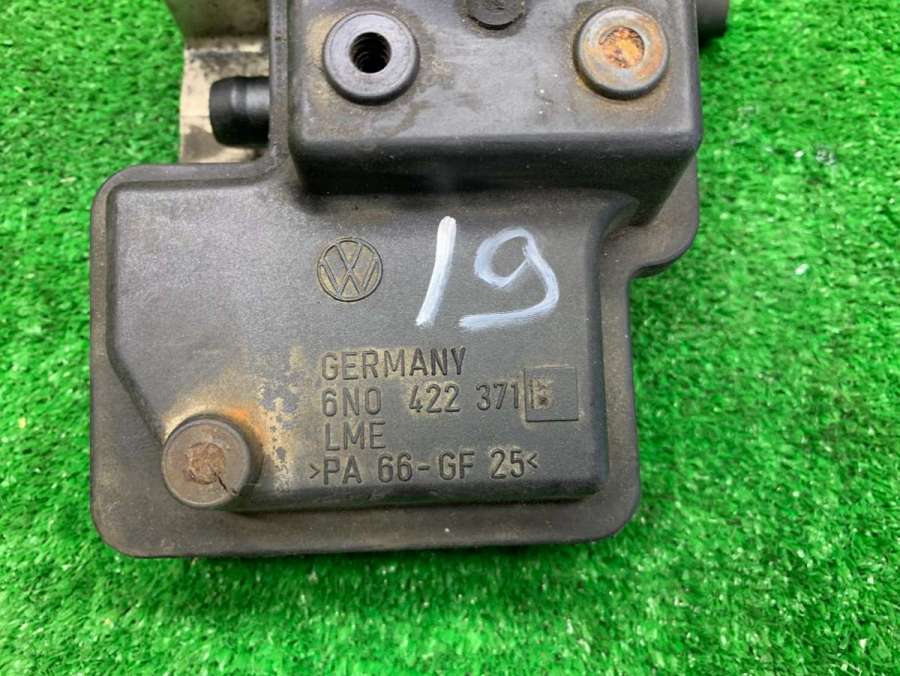 19
GERMANY
6N0 422 371
LME
>PA 66-GF 25<